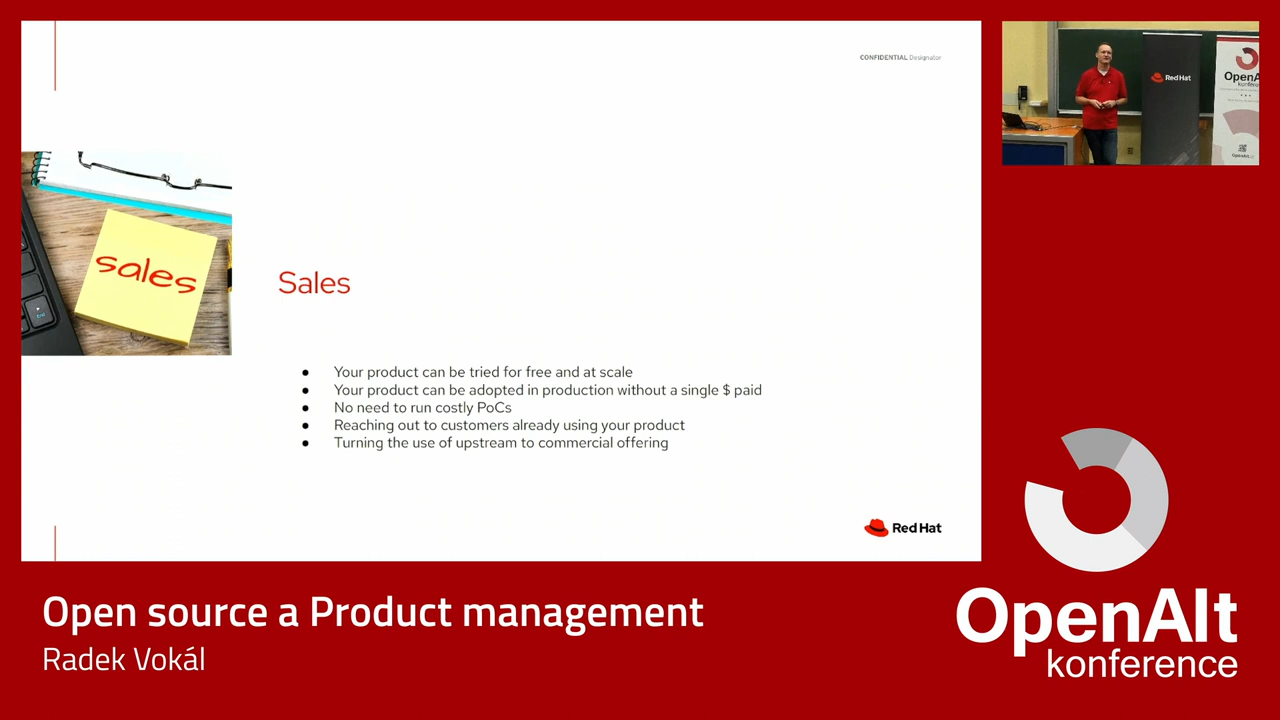 CONFIDENTIAL Designator
sales
Sales
● Your product can be tried for free and at scale
● Your product can be adopted in production without a single $ paid
● No need to run costly PoCs
● Reaching out to customers already using your product
● Turning the use of upstream to commercial offering
Red Hat
Red Hat
OpenA
konfere
OpenAlt
Open source a Product management
Radek Vokál
OpenAlt
konference